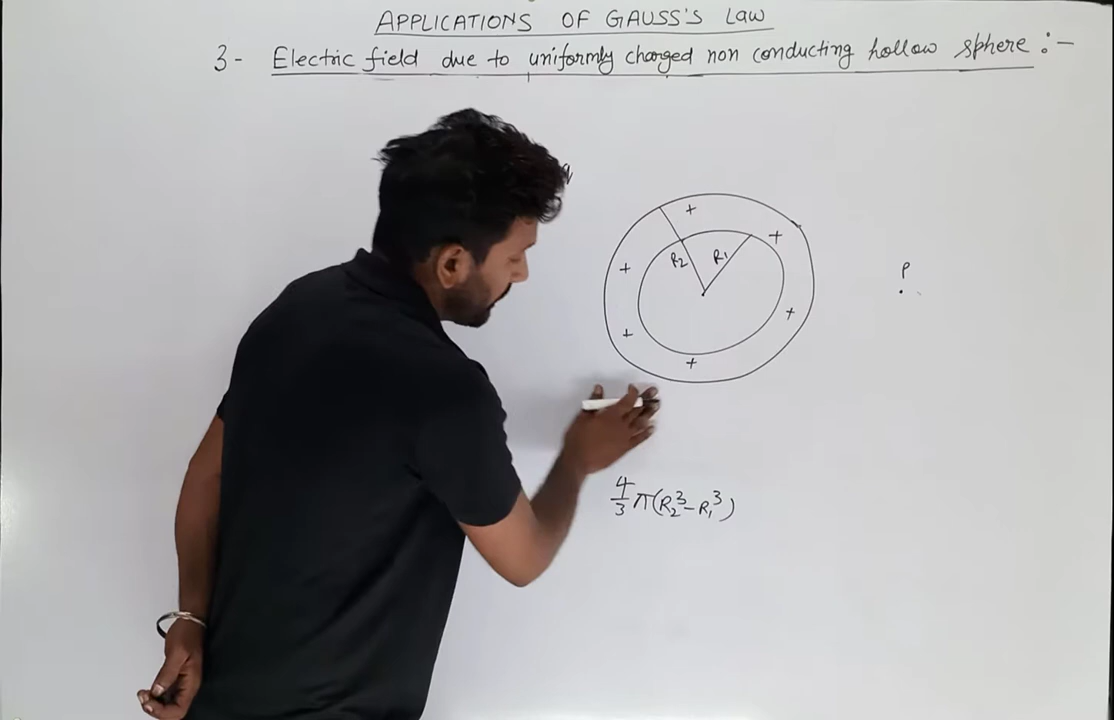 APPLICATIONS OF GAUSS'S LAW
3- Electric field due to uniformly charged non conducting hollow sphere :-
q
+
+
R2 R1
+
P
+
+
+
4/3 π(R₂³-R₁³)